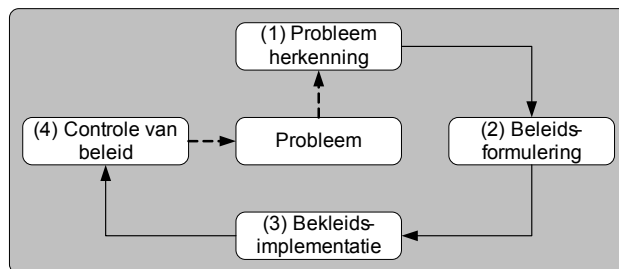 (1) Probleem
herkenning
(4) Controle van
beleid
Probleem
(2) Beleids-
formulering
(3) Bekleids-
implementatie